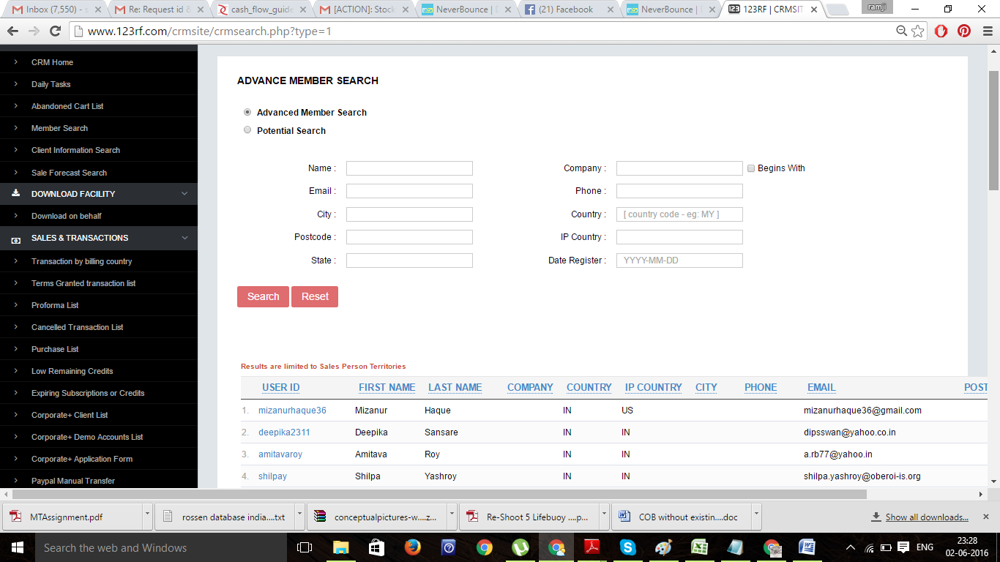 Inbox (7,550) - s
Re: Request id &
cash_flow_guide
[ACTION]: Stock
NeverBounce | D
(21) Facebook
NeverBounce | D
123RF | CRMSIT
ramji
www.123rf.com/crmsite/crmsearch.php?type=1
CRM Home
Daily Tasks
Abandoned Cart List
Member Search
Client Information Search
Sale Forecast Search
DOWNLOAD FACILITY
Download on behalf
SALES & TRANSACTIONS
Transaction by billing country
Terms Granted transaction list
Proforma List
Cancelled Transaction List
Purchase List
Low Remaining Credits
Expiring Subscriptions or Credits
Corporate+ Client List
Corporate+ Demo Accounts List
Corporate+ Application Form
Paypal Manual Transfer
ADVANCE MEMBER SEARCH
Advanced Member Search
Potential Search
Name : Company : Begins With
Email : Phone :
City : Country : [ country code - eg: MY ]
Postcode : IP Country :
State : Date Register : YYYY-MM-DD
Search Reset
Results are limited to Sales Person Territories
USER ID FIRST NAME LAST NAME COMPANY COUNTRY IP COUNTRY CITY PHONE EMAIL POST
1. mizanurhaque36 Mizanur Haque IN US mizanurhaque36@gmail.com
2. deepika2311 Deepika Sansare IN IN dipsswan@yahoo.co.in
3. amitavaroy Amitava Roy IN IN a.rb77@yahoo.in
4. shilpay Shilpa Yashroy IN IN shilpa.yashroy@oberoi-is.org
MTAssignment.pdf
rossen database india....txt
conceptualpictures-w....z...
Re-Shoot 5 Lifebuoy ....p...
COB without existin....doc
Show all downloads...
Search the web and Windows
ENG
23:28
02-06-2016